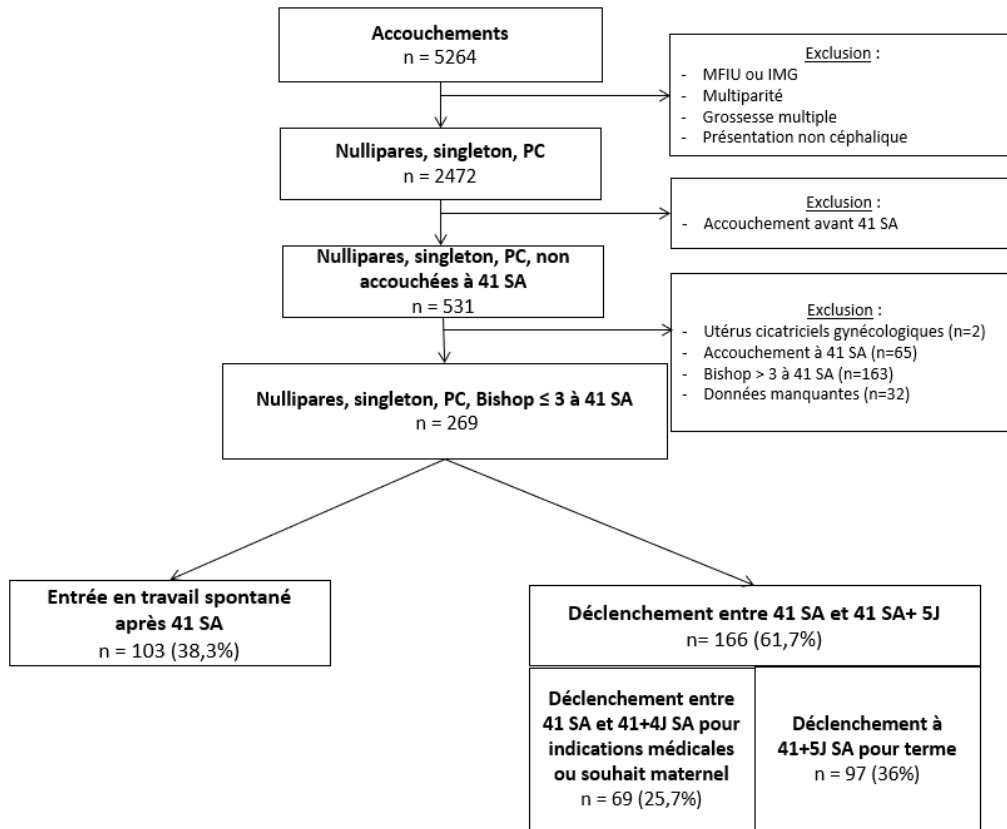 Accouchements
n = 5264
Exclusion :
- MFIU ou IMG
- Multiparité
- Grossesse multiple
- Présentation non céphalique
Nullipares, singleton, PC
n = 2472
Exclusion :
- Accouchement avant 41 SA
Nullipares, singleton, PC, non
accouchées à 41 SA
n = 531
Exclusion :
- Utérus cicatriciels gynécologiques (n=2)
- Accouchement à 41 SA (n=65)
- Bishop > 3 à 41 SA (n=163)
- Données manquantes (n=32)
Nullipares, singleton, PC, Bishop ≤ 3 à 41 SA
n = 269
Entrée en travail spontané
après 41 SA
n = 103 (38,3%)
Déclenchement entre 41 SA et 41 SA+ 5J
n= 166 (61,7%)
Déclenchement entre
41 SA et 41+4J SA pour
indications médicales
ou souhait maternel
n = 69 (25,7%)
Déclenchement à
41+5J SA pour terme
n = 97 (36%)